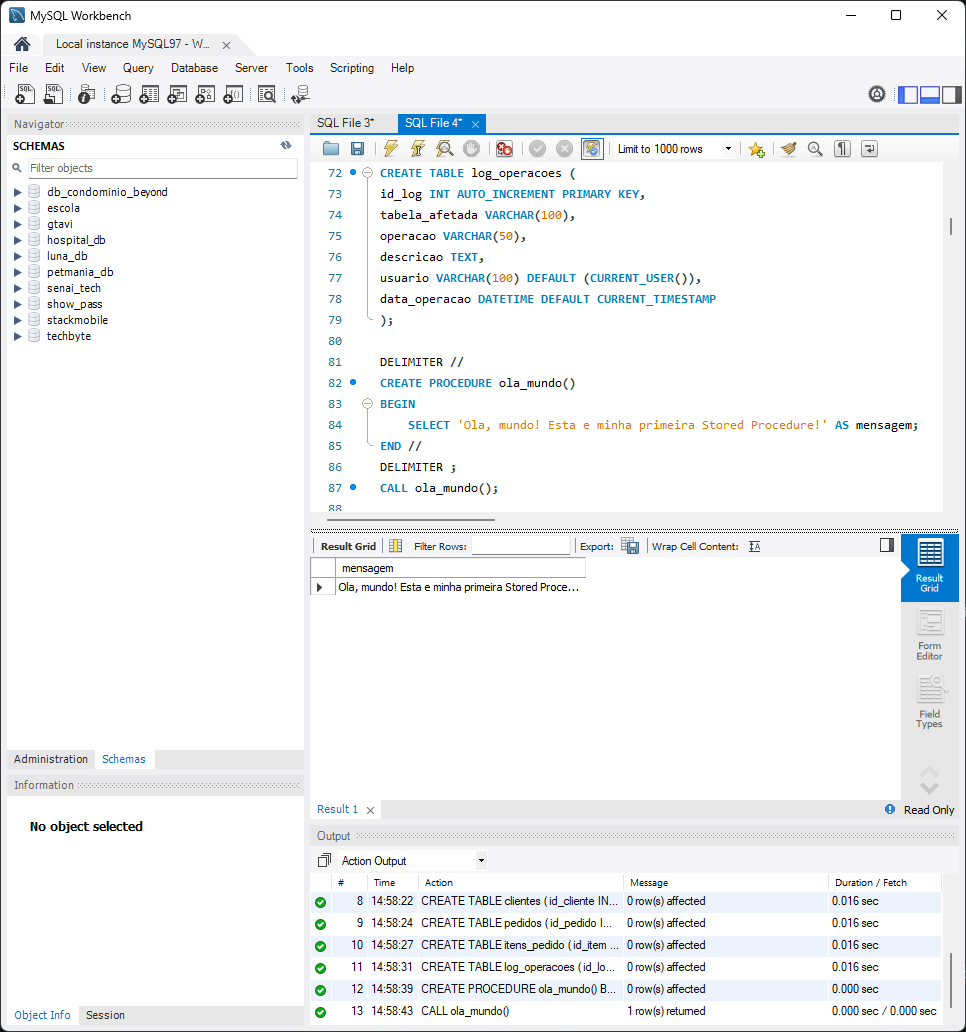 MySQL Workbench
Local instance MySQL97 - W...
File Edit View Query Database Server Tools Scripting Help
Navigator
SCHEMAS
Filter objects
db_condominio_beyond
escola
gtavi
hospital_db
luna_db
petmania_db
senai_tech
show_pass
stackmobile
techbyte
Administration Schemas
Information
No object selected
Object Info Session
SQL File 3* SQL File 4*
Limit to 1000 rows
72 CREATE TABLE log_operacoes (
73 id_log INT AUTO_INCREMENT PRIMARY KEY,
74 tabela_afetada VARCHAR(100),
75 operacao VARCHAR(50),
76 descricao TEXT,
77 usuario VARCHAR(100) DEFAULT (CURRENT_USER()),
78 data_operacao DATETIME DEFAULT CURRENT_TIMESTAMP
79 );
80
81 DELIMITER //
82 CREATE PROCEDURE ola_mundo()
83 BEGIN
84 SELECT 'Ola, mundo! Esta e minha primeira Stored Procedure!' AS mensagem;
85 END //
86 DELIMITER ;
87 CALL ola_mundo();
88
Result Grid Filter Rows: Export: Wrap Cell Content:
mensagem
Ola, mundo! Esta e minha primeira Stored Proce...
Result
Grid
Form
Editor
Field
Types
Result 1
Read Only
Output
Action Output
# Time Action Message Duration / Fetch
8 14:58:22 CREATE TABLE clientes ( id_cliente IN... 0 row(s) affected 0.016 sec
9 14:58:24 CREATE TABLE pedidos ( id_pedido I... 0 row(s) affected 0.016 sec
10 14:58:27 CREATE TABLE itens_pedido ( id_item ... 0 row(s) affected 0.016 sec
11 14:58:31 CREATE TABLE log_operacoes ( id_lo... 0 row(s) affected 0.016 sec
12 14:58:39 CREATE PROCEDURE ola_mundo() B... 0 row(s) affected 0.000 sec
13 14:58:43 CALL ola_mundo() 1 row(s) returned 0.000 sec / 0.000 sec